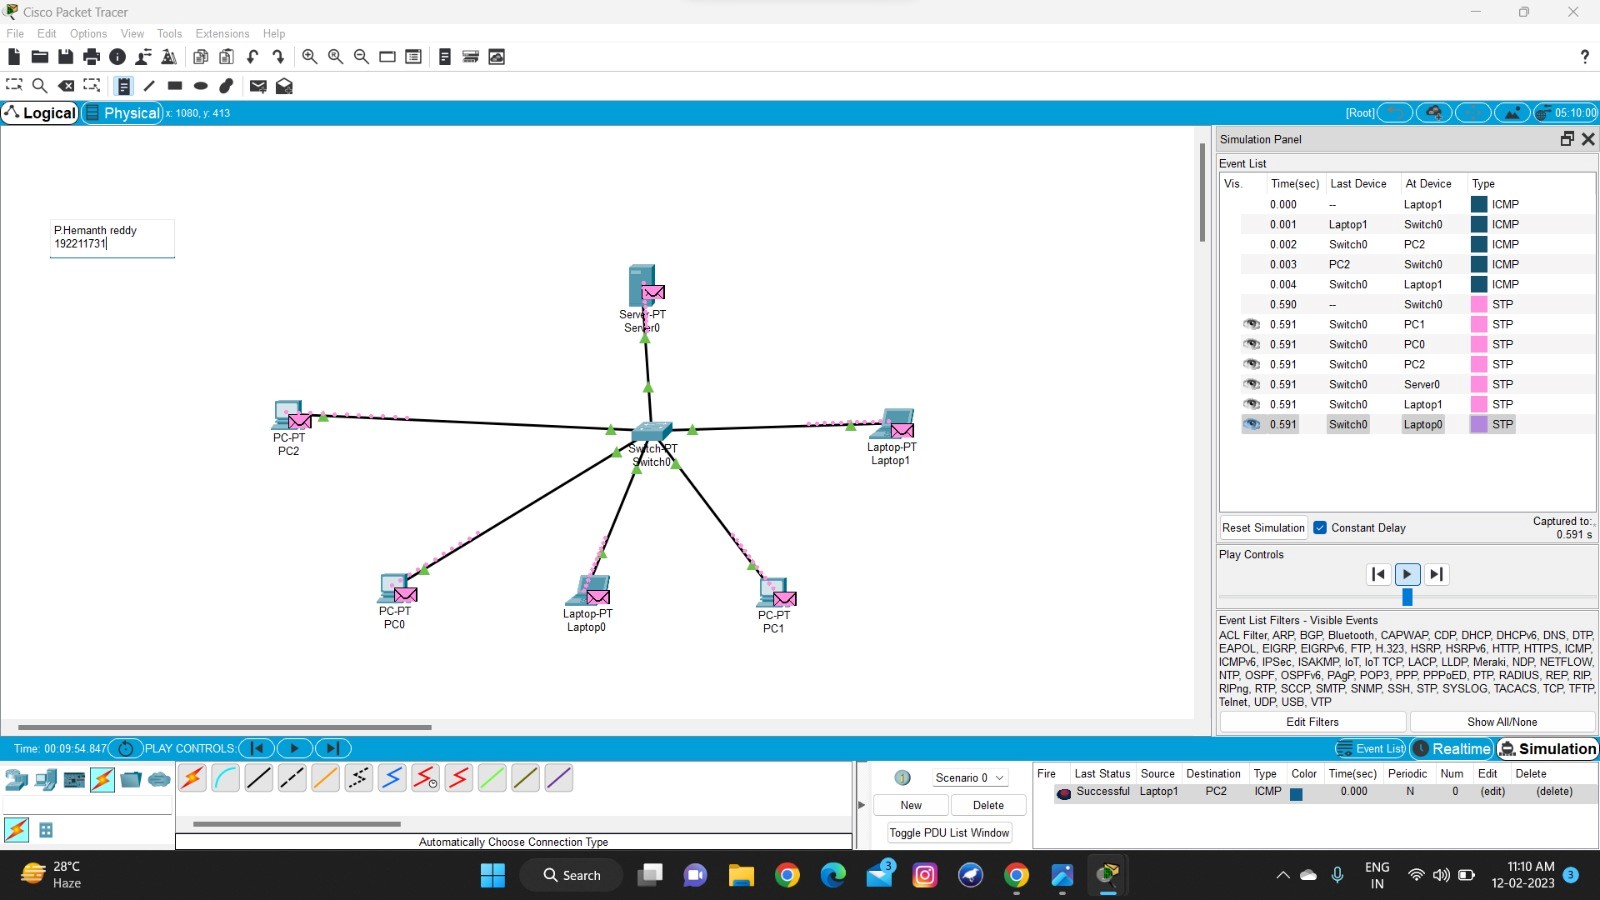 Cisco Packet Tracer
File Edit Options View Tools Extensions Help
?
Logical Physical x: 1080, y: 413
[Root] 05:10:00
P.Hemanth reddy
192211731
Server-PT
Server0
PC-PT
PC2
Switch-PT
Switch0
Laptop-PT
Laptop1
PC-PT
PC0
Laptop-PT
Laptop0
PC-PT
PC1
Simulation Panel
Event List
Vis. Time(sec) Last Device At Device Type
0.000 -- Laptop1 ICMP
0.001 Laptop1 Switch0 ICMP
0.002 Switch0 PC2 ICMP
0.003 PC2 Switch0 ICMP
0.004 Switch0 Laptop1 ICMP
0.590 -- Switch0 STP
0.591 Switch0 PC1 STP
0.591 Switch0 PC0 STP
0.591 Switch0 PC2 STP
0.591 Switch0 Server0 STP
0.591 Switch0 Laptop1 STP
0.591 Switch0 Laptop0 STP
Reset Simulation Constant Delay Captured to:
0.591 s
Play Controls
Event List Filters - Visible Events
ACL Filter, ARP, BGP, Bluetooth, CAPWAP, CDP, DHCP, DHCPv6, DNS, DTP,
EAPOL, EIGRP, EIGRPv6, FTP, H.323, HSRP, HSRPv6, HTTP, HTTPS, ICMP,
ICMPv6, IPSec, ISAKMP, IoT, IoT TCP, LACP, LLDP, Meraki, NDP, NETFLOW,
NTP, OSPF, OSPFv6, PAgP, POP3, PPP, PPPoED, PTP, RADIUS, REP, RIP,
RIPng, RTP, SCCP, SMTP, SNMP, SSH, STP, SYSLOG, TACACS, TCP, TFTP,
Telnet, UDP, USB, VTP
Edit Filters Show All/None
Time: 00:09:54.847 PLAY CONTROLS: Event List Realtime Simulation
Scenario 0
New Delete
Toggle PDU List Window
Fire Last Status Source Destination Type Color Time(sec) Periodic Num Edit Delete
Successful Laptop1 PC2 ICMP 0.000 N 0 (edit) (delete)
Automatically Choose Connection Type
28°C
Haze
Search
3
ENG
IN
11:10 AM
12-02-2023
3